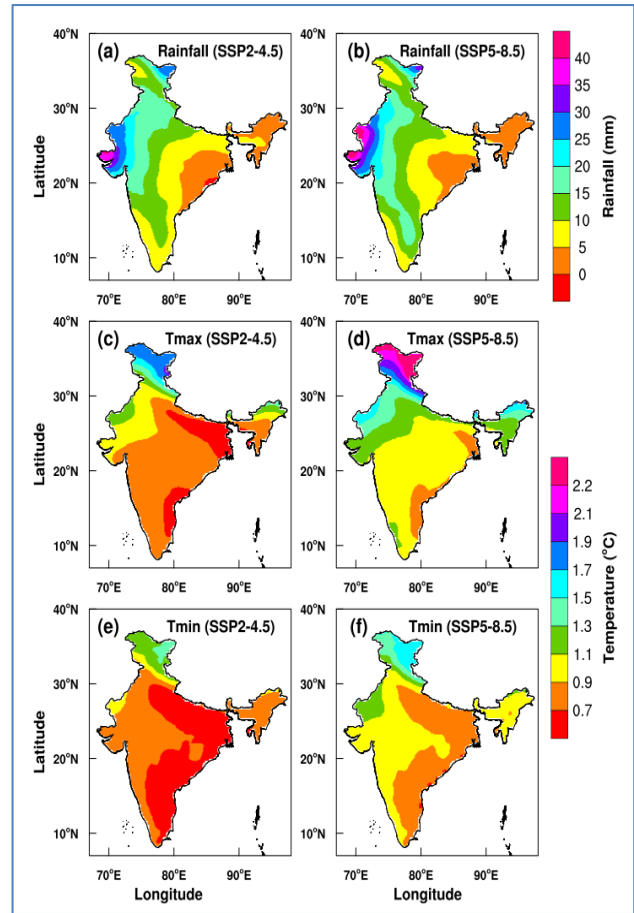 40°N
(a) Rainfall (SSP2-4.5)
30°N
20°N
10°N
Latitude
70°E 80°E 90°E
40°N
(b) Rainfall (SSP5-8.5)
30°N
20°N
10°N
70°E 80°E 90°E
40
35
30
25
20
15
10
5
0
Rainfall (mm)
40°N
(c) Tmax (SSP2-4.5)
30°N
20°N
10°N
Latitude
70°E 80°E 90°E
40°N
(d) Tmax (SSP5-8.5)
30°N
20°N
10°N
70°E 80°E 90°E
40°N
(e) Tmin (SSP2-4.5)
30°N
20°N
10°N
Latitude
70°E 80°E 90°E
Longitude
40°N
(f) Tmin (SSP5-8.5)
30°N
20°N
10°N
70°E 80°E 90°E
Longitude
2.2
2.1
1.9
1.7
1.5
1.3
1.1
0.9
0.7
Temperature (°C)